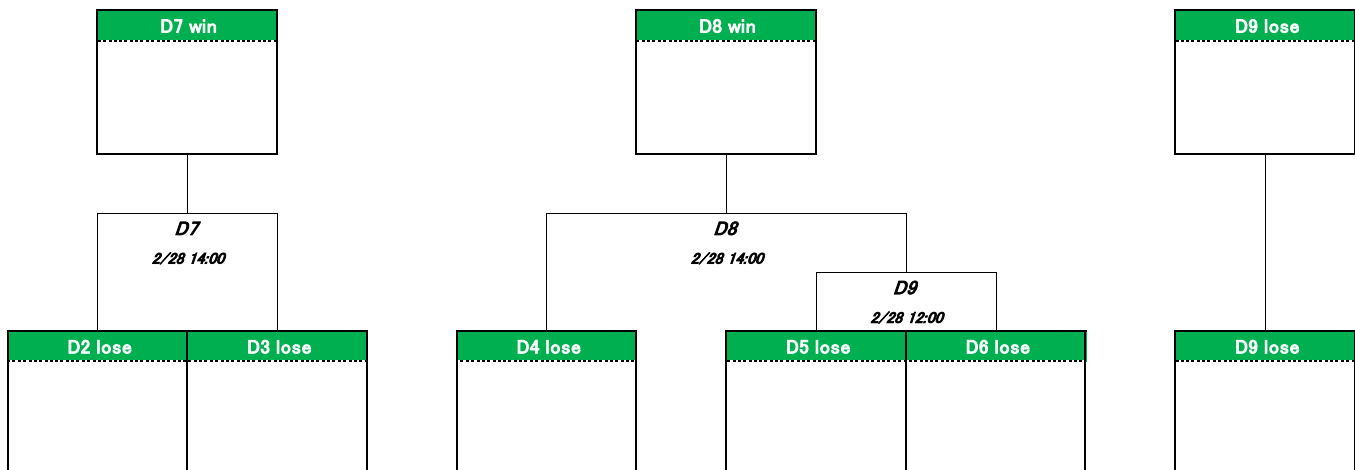 D7 win
D8 win
D9 lose
D7
2/28 14:00
D8
2/28 14:00
D9
2/28 12:00
D2 lose
D3 lose
D4 lose
D5 lose
D6 lose
D9 lose